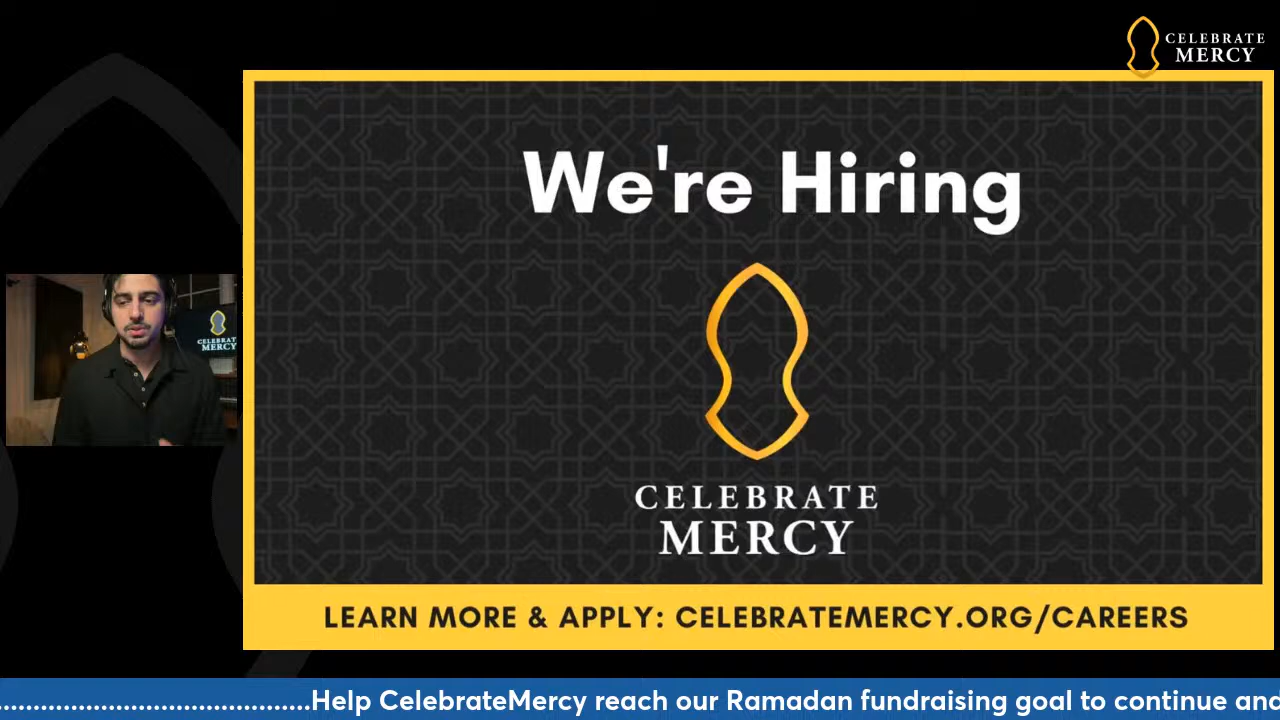 CELEBRATE
MERCY
We're Hiring
CELEBRATE
MERCY
CELEBRATE
MERCY
LEARN MORE & APPLY: CELEBRATEMERCY.ORG/CAREERS
.......................................Help CelebrateMercy reach our Ramadan fundraising goal to continue and